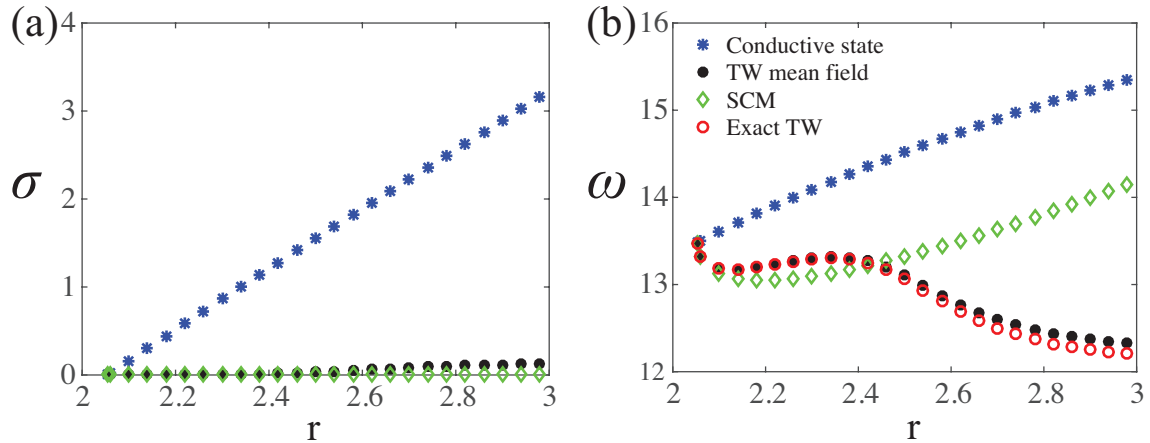 (a)
4
3
2
1
0
σ
2
2.2
2.4
2.6
2.8
3
r
(b)
16
15
14
13
12
ω
Conductive state
TW mean field
SCM
Exact TW
2
2.2
2.4
2.6
2.8
3
r